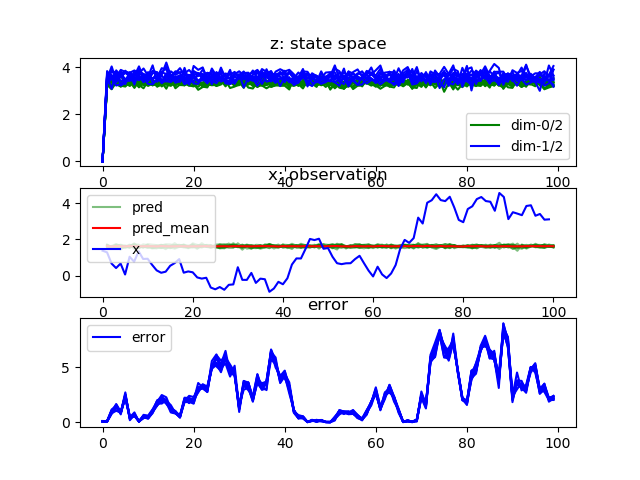 z: state space
4
2
0
dim-0/2
dim-1/2
0 20 40 60 80 100
x: observation
4
2
0
pred
pred_mean
x
0 20 40 60 80 100
error
5
0
error
0 20 40 60 80 100